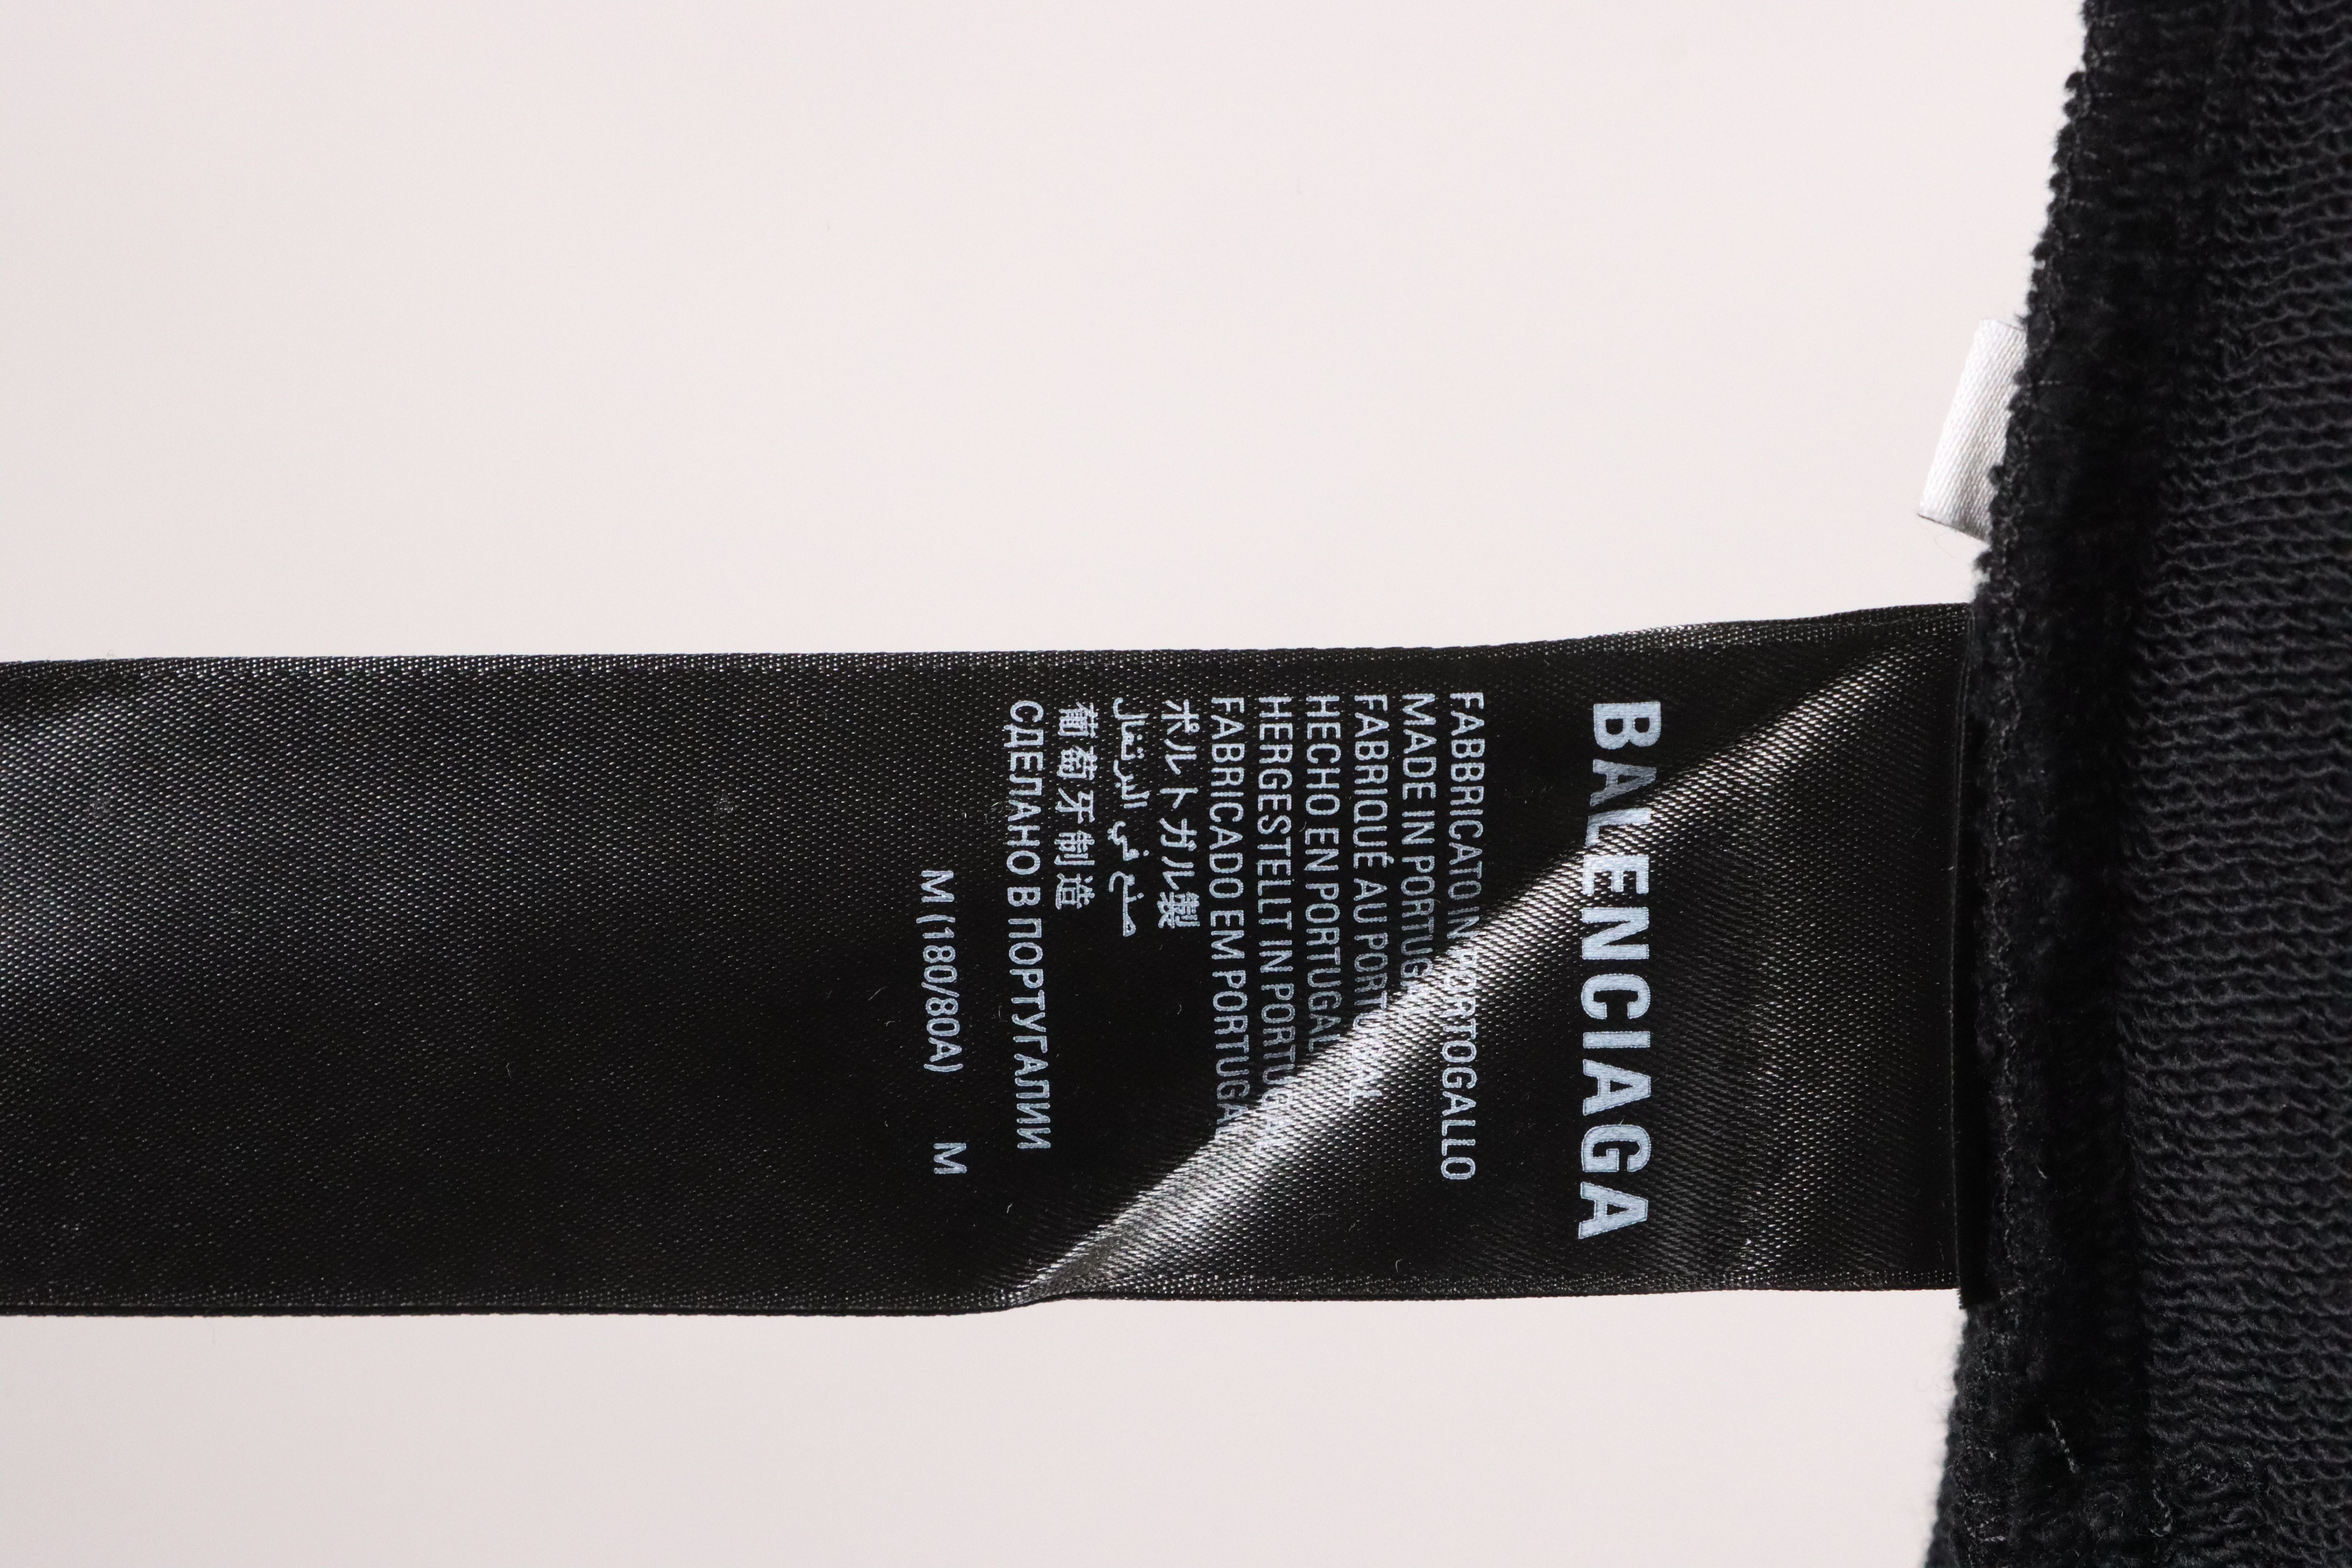 BALENCIAGA
FABBRICATO IN PORTOGALLO
MADE IN PORTUGAL
FABRIQUÉ AU PORTUGAL
HECHO EN PORTUGAL
HERGESTELLT IN PORTUGAL
FABRICADO EM PORTUGAL
ポルトガル製
صنع في البرتغال
葡萄牙制造
СДЕЛАНО В ПОРТУГАЛИИ
M (180/80A) M